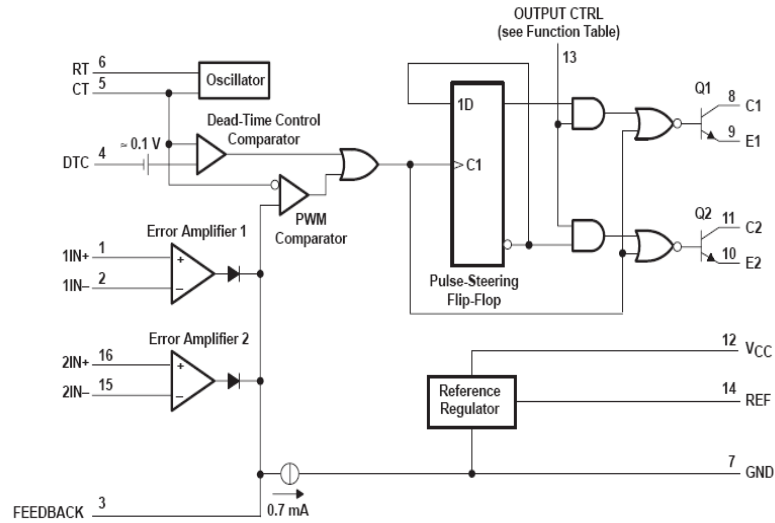 OUTPUT CTRL
(see Function Table)
13
RT 6
CT 5
Oscillator
Dead-Time Control
Comparator
≈ 0.1 V
DTC 4
PWM
Comparator
1D
C1
Pulse-Steering
Flip-Flop
Q1
8 C1
9 E1
Q2
11 C2
10 E2
Error Amplifier 1
1IN+ 1
+
1IN– 2
–
Error Amplifier 2
2IN+ 16
+
2IN– 15
–
12 VCC
Reference
Regulator
14 REF
7 GND
0.7 mA
FEEDBACK 3